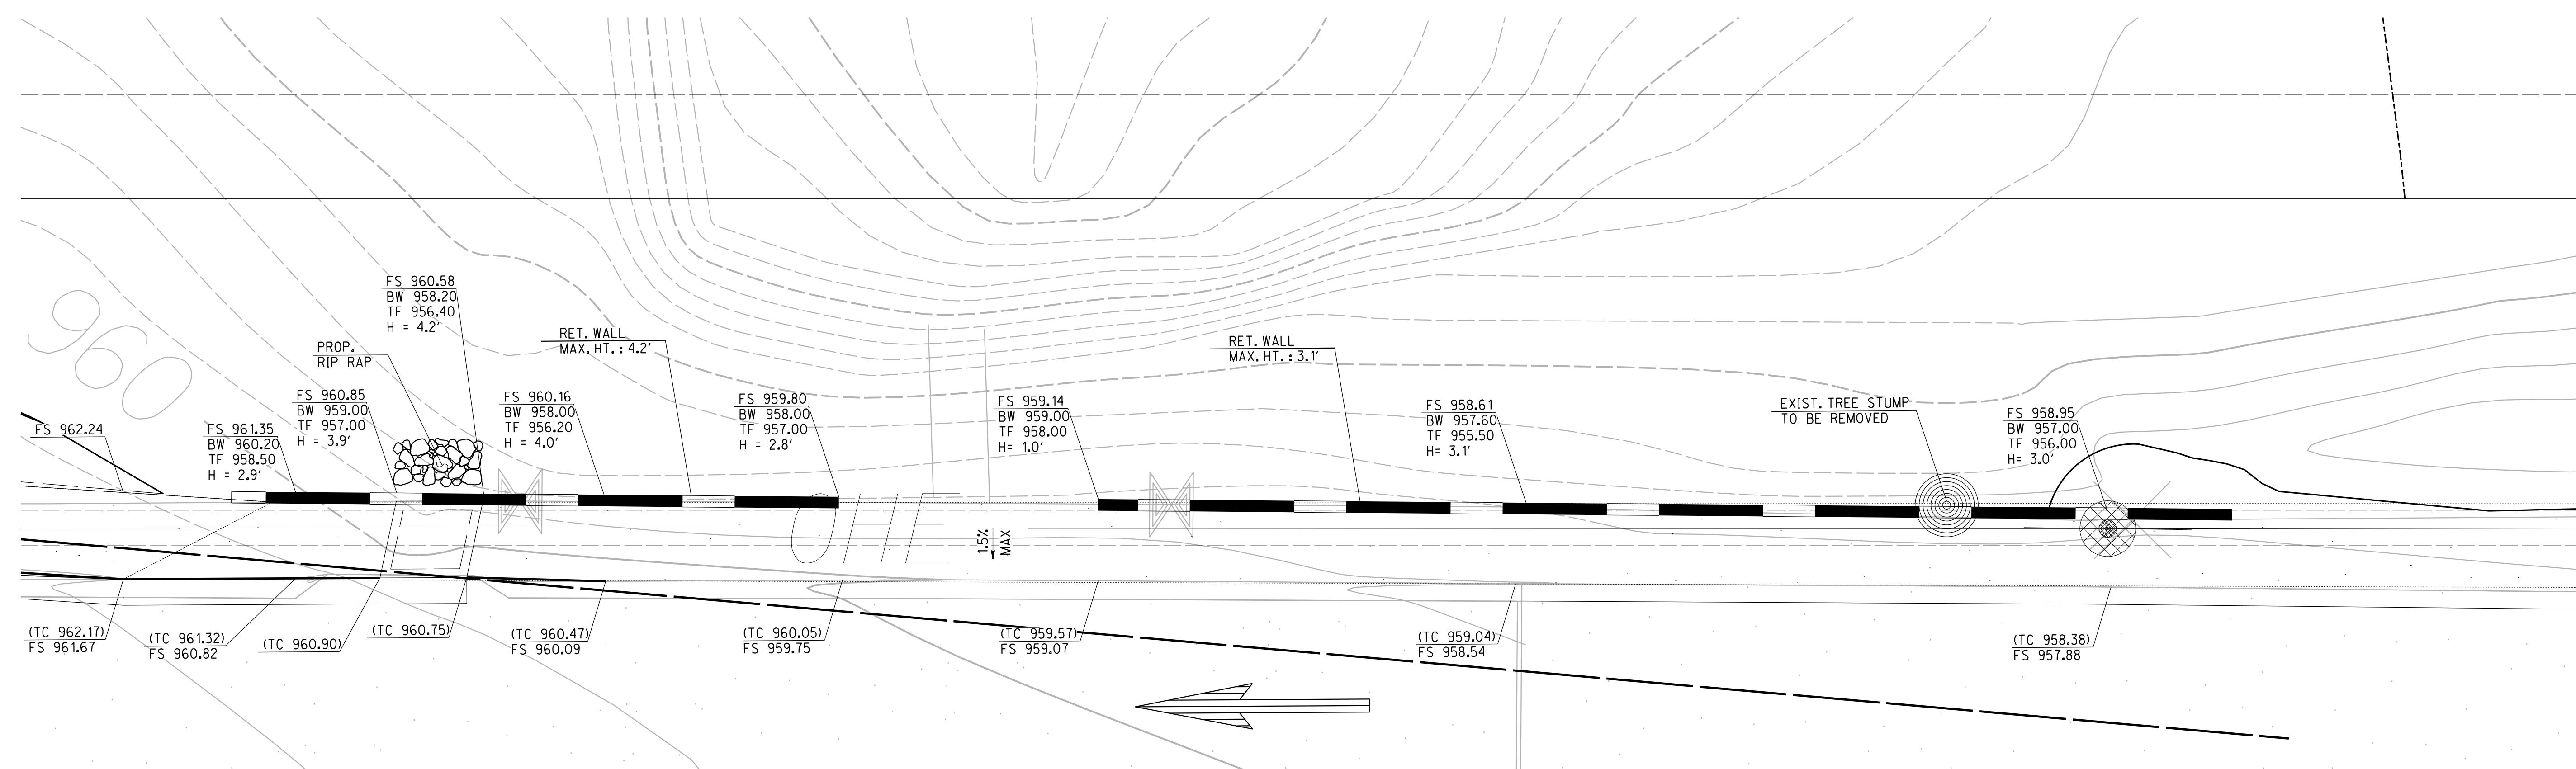 960
FS 962.24
FS 961.35
BW 960.20
TF 958.50
H = 2.9'
FS 960.85
BW 959.00
TF 957.00
H = 3.9'
PROP.
RIP RAP
FS 960.58
BW 958.20
TF 956.40
H = 4.2'
FS 960.16
BW 958.00
TF 956.20
H = 4.0'
RET. WALL
MAX. HT.: 4.2'
FS 959.80
BW 958.00
TF 957.00
H = 2.8'
FS 959.14
BW 959.00
TF 958.00
H= 1.0'
RET. WALL
MAX. HT.: 3.1'
FS 958.61
BW 957.60
TF 955.50
H= 3.1'
EXIST. TREE STUMP
TO BE REMOVED
FS 958.95
BW 957.00
TF 956.00
H= 3.0'
1.5%
MAX
(TC 962.17)
FS 961.67
(TC 961.32)
FS 960.82
(TC 960.90)
(TC 960.75)
(TC 960.47)
FS 960.09
(TC 960.05)
FS 959.75
(TC 959.57)
FS 959.07
(TC 959.04)
FS 958.54
(TC 958.38)
FS 957.88